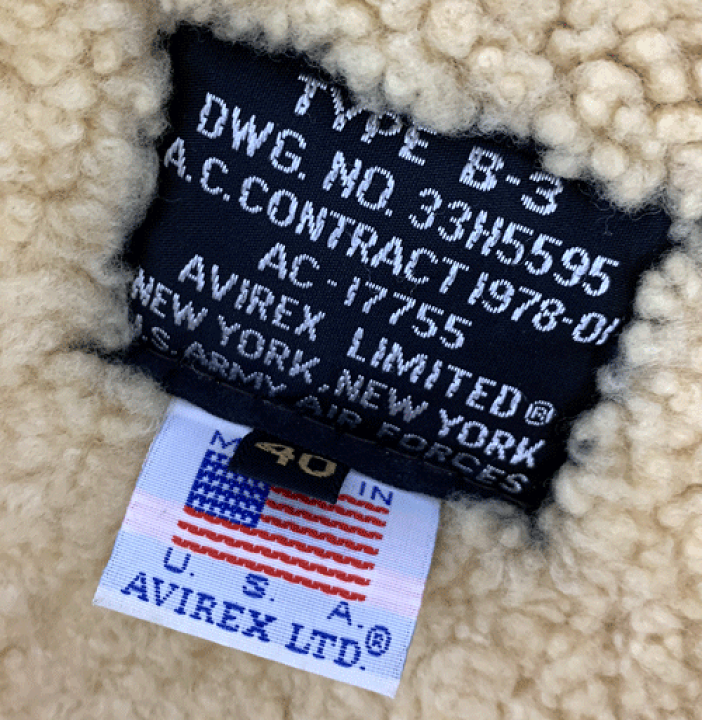 TYPE B-3
DWG. NO. 33H5595
A.C.CONTRACT 1978-01
AC-17755
AVIREX LIMITED®
NEW YORK, NEW YORK
U.S. ARMY AIR FORCES
40
IN
U. S. A.
AVIREX LTD.®